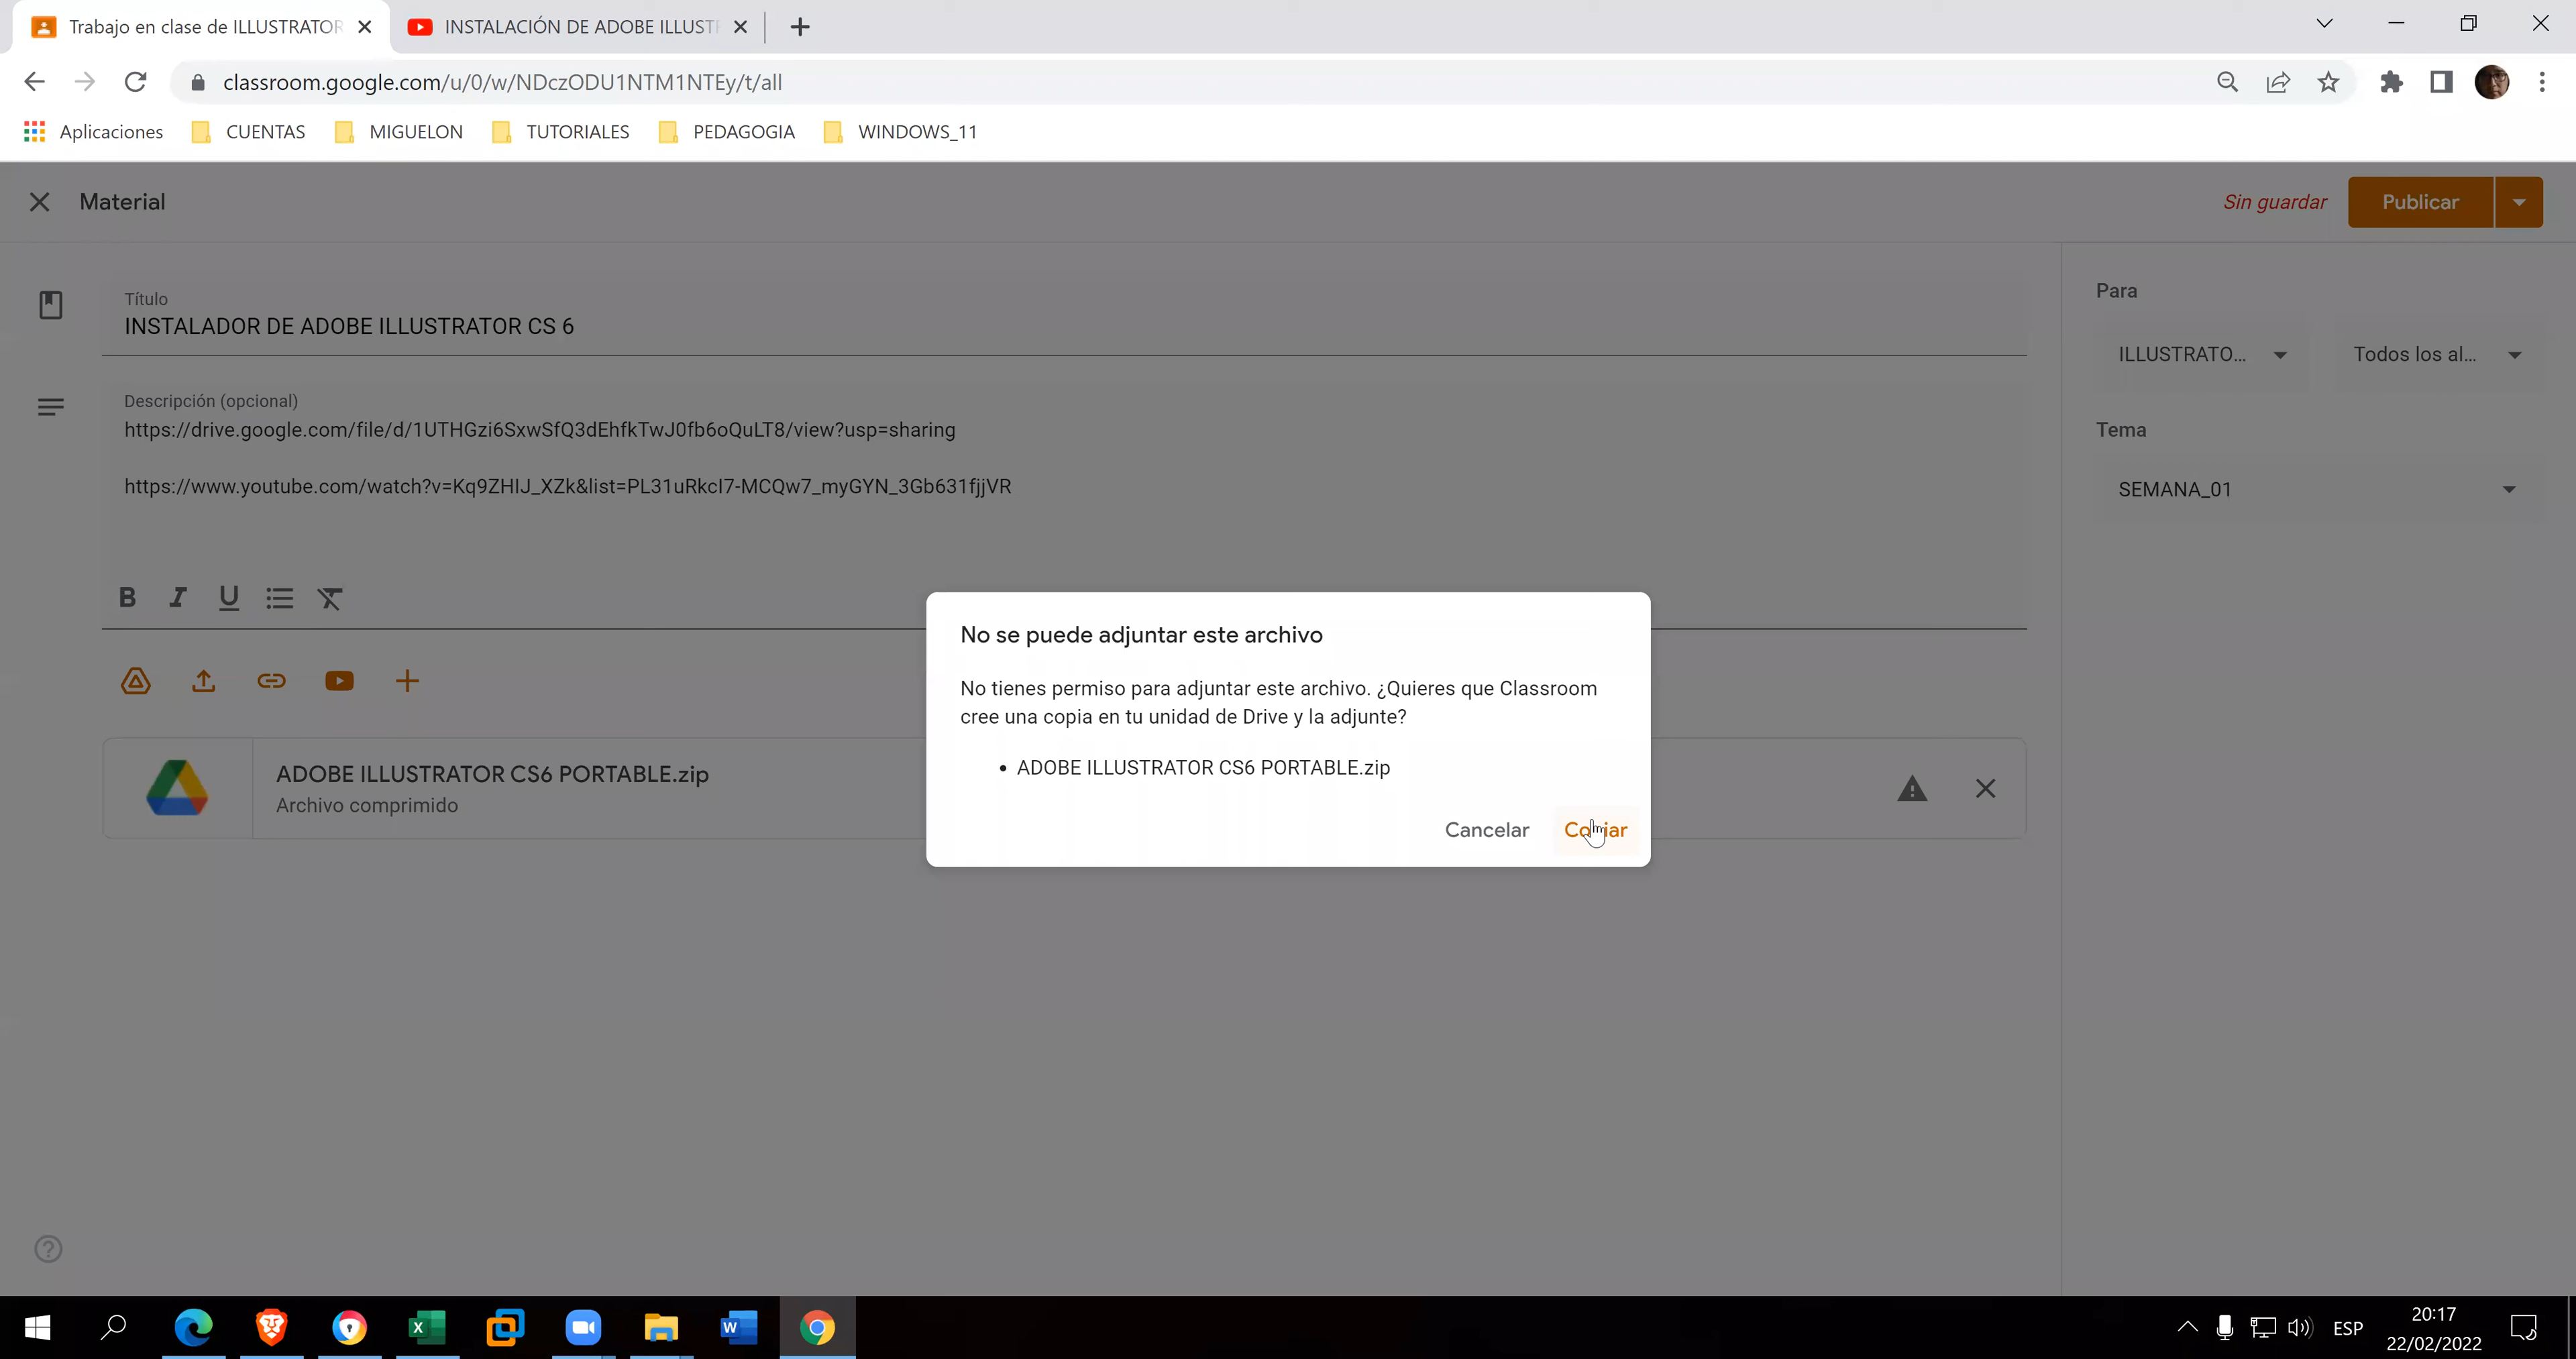 Trabajo en clase de ILLUSTRATOR
INSTALACIÓN DE ADOBE ILLUST
classroom.google.com/u/0/w/NDczODU1NTM1NTEy/t/all
Aplicaciones CUENTAS MIGUELON TUTORIALES PEDAGOGIA WINDOWS_11
Material
Sin guardar
Publicar
Título
INSTALADOR DE ADOBE ILLUSTRATOR CS 6
Descripción (opcional)
https://drive.google.com/file/d/1UTHGzi6SxwSfQ3dEhfkTwJ0fb6oQuLT8/view?usp=sharing
https://www.youtube.com/watch?v=Kq9ZHIJ_XZk&list=PL31uRkcI7-MCQw7_myGYN_3Gb631fjjVR
B I U
Para
ILLUSTRATO... Todos los al...
Tema
SEMANA_01
No se puede adjuntar este archivo
No tienes permiso para adjuntar este archivo. ¿Quieres que Classroom
cree una copia en tu unidad de Drive y la adjunte?
• ADOBE ILLUSTRATOR CS6 PORTABLE.zip
Cancelar Copiar
ADOBE ILLUSTRATOR CS6 PORTABLE.zip
Archivo comprimido
ESP
20:17
22/02/2022